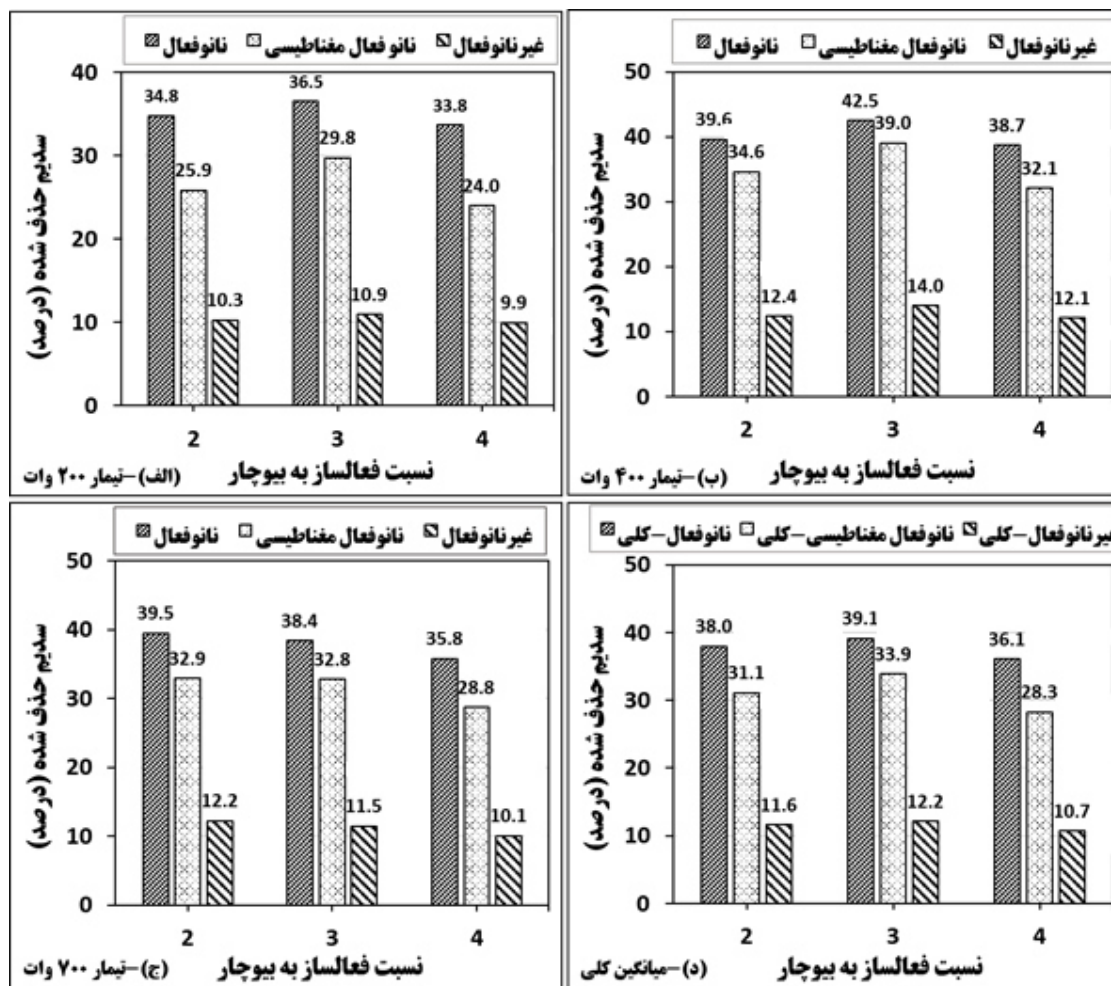 نانوفعال نانو فعال مغناطیسی غیرنانوفعال
سدیم حذف شده (درصد)
40
30
20
10
0
34.8 25.9 10.3
36.5 29.8 10.9
33.8 24.0 9.9
2 3 4
نسبت فعالساز به بیوچار
(الف)-تیمار ۲۰۰ وات
نانوفعال نانوفعال مغناطیسی غیرنانوفعال
سدیم حذف شده (درصد)
50
40
30
20
10
0
39.6 34.6 12.4
42.5 39.0 14.0
38.7 32.1 12.1
2 3 4
نسبت فعالساز به بیوچار
(ب)-تیمار ۴۰۰ وات
نانوفعال نانوفعال مغناطیسی غیرنانوفعال
سدیم حذف شده (درصد)
50
40
30
20
10
0
39.5 32.9 12.2
38.4 32.8 11.5
35.8 28.8 10.1
2 3 4
نسبت فعالساز به بیوچار
(ج)-تیمار ۷۰۰ وات
نانوفعال-کلی نانوفعال مغناطیسی-کلی غیرنانوفعال-کلی
سدیم حذف شده (درصد)
50
40
30
20
10
0
38.0 31.1 11.6
39.1 33.9 12.2
36.1 28.3 10.7
2 3 4
نسبت فعالساز به بیوچار
(د)-میانگین کلی